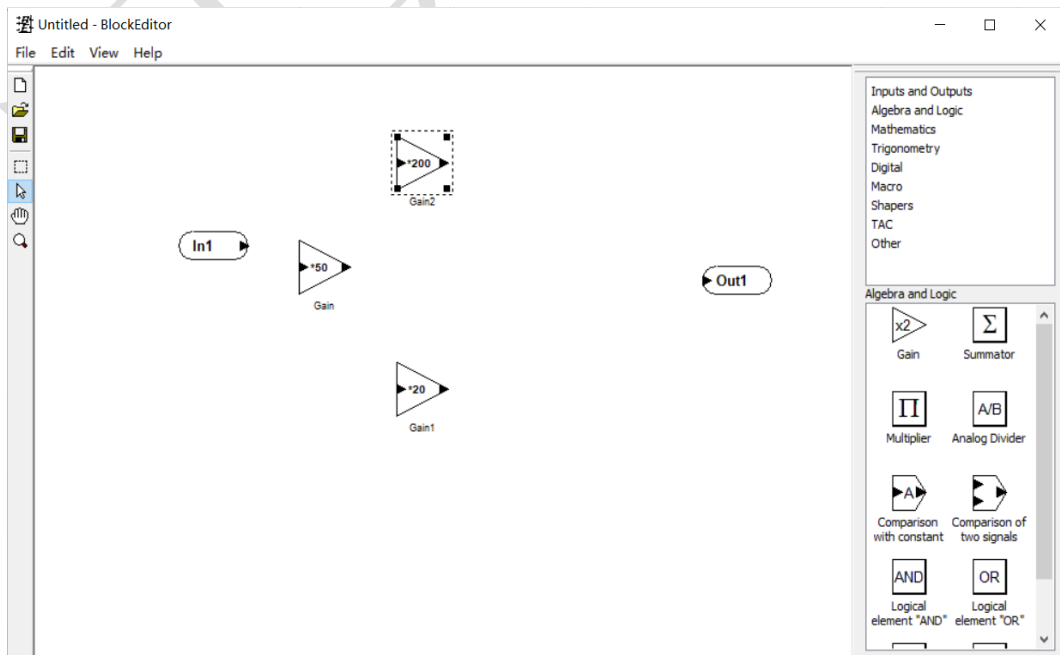 Untitled - BlockEditor
File Edit View Help
*200
Gain2
In1
*50
Gain
Out1
*20
Gain1
Inputs and Outputs
Algebra and Logic
Mathematics
Trigonometry
Digital
Macro
Shapers
TAC
Other
Algebra and Logic
x2
Σ
Gain
Summator
Π
A/B
Multiplier
Analog Divider
A
Comparison
with constant
Comparison of
two signals
AND
OR
Logical
element "AND"
Logical
element "OR"